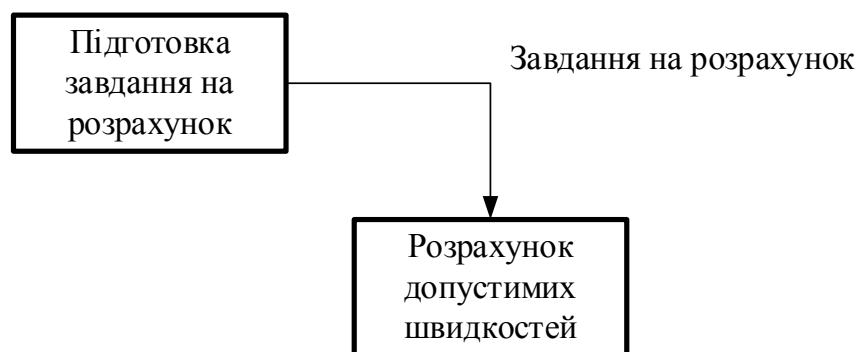 Підготовка
завдання на
розрахунок
Завдання на розрахунок
Розрахунок
допустимих
швидкостей